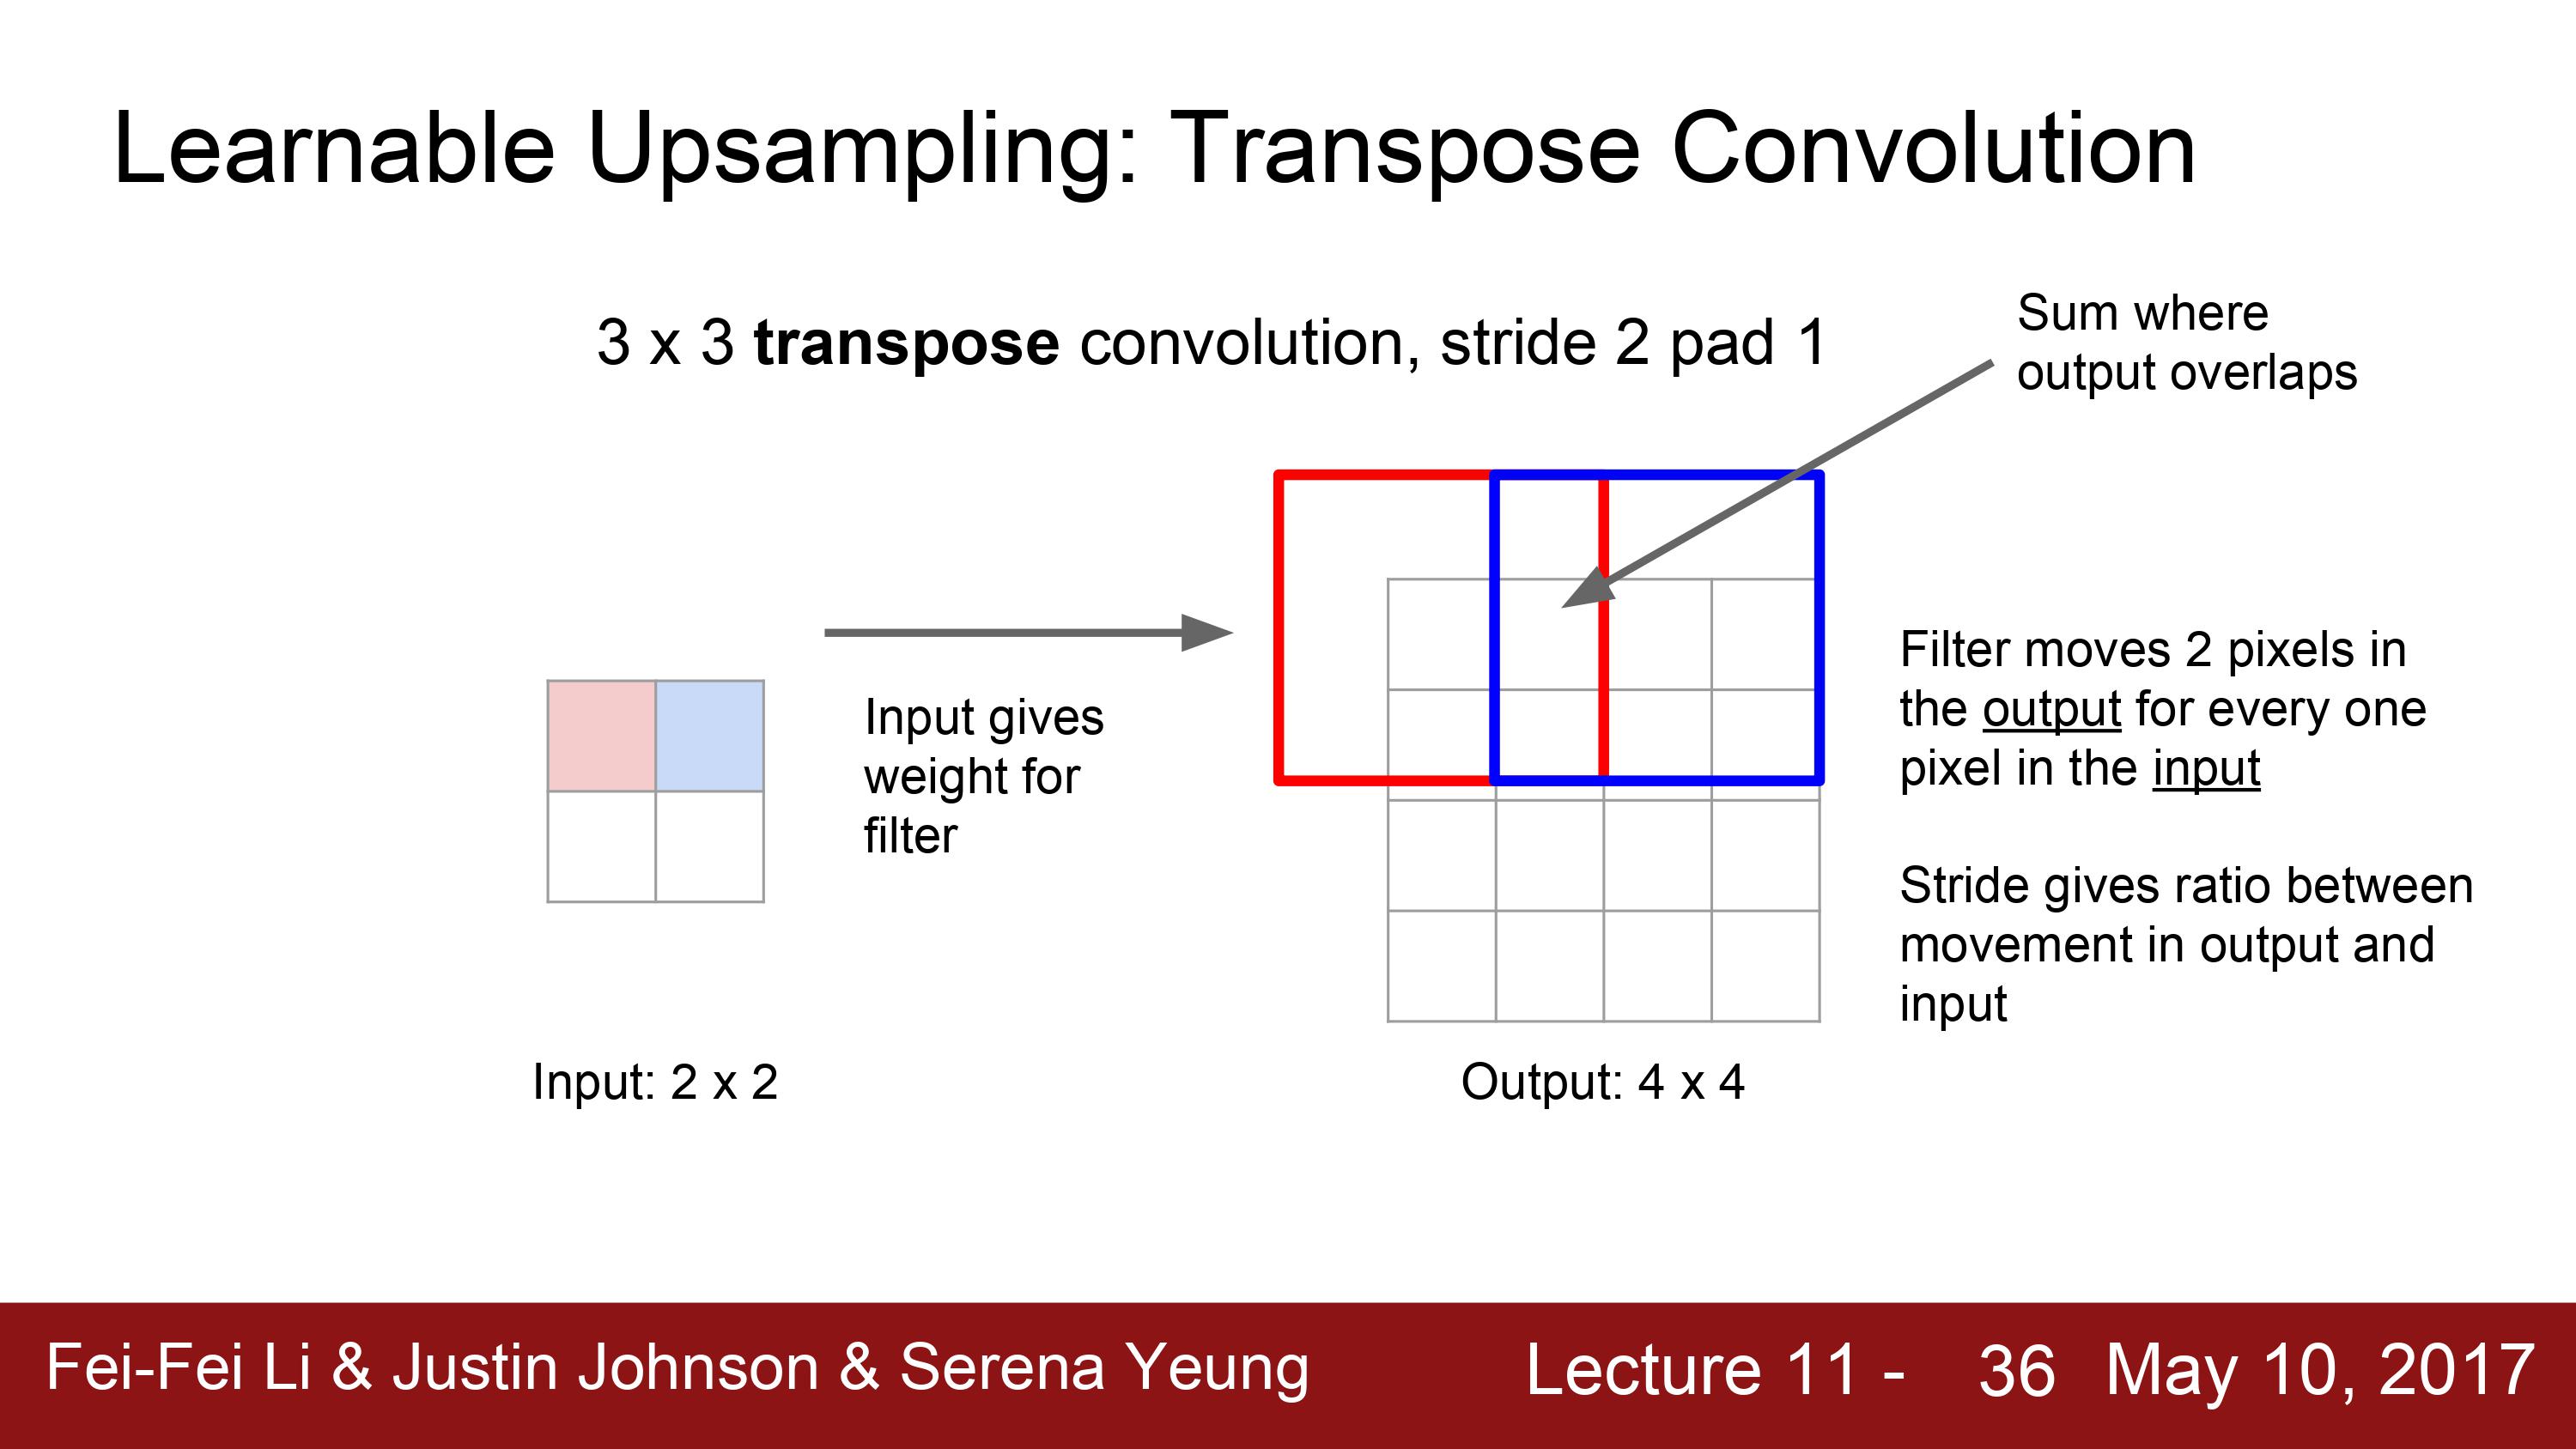 Learnable Upsampling: Transpose Convolution
3 x 3 transpose convolution, stride 2 pad 1
Sum where
output overlaps
Input gives
weight for
filter
Filter moves 2 pixels in
the output for every one
pixel in the input
Stride gives ratio between
movement in output and
input
Input: 2 x 2
Output: 4 x 4
Fei-Fei Li & Justin Johnson & Serena Yeung
Lecture 11 - 36 May 10, 2017